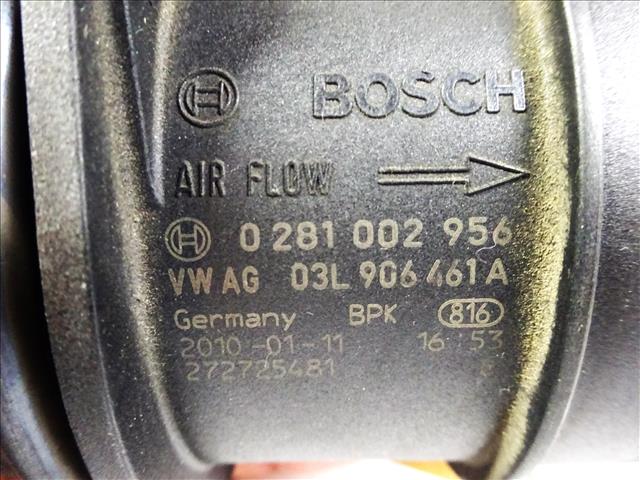 BOSCH
AIR FLOW
0 281 002 956
VW AG 03L 906 461 A
Germany BPK 816
2010-01-11 16 53
272725481